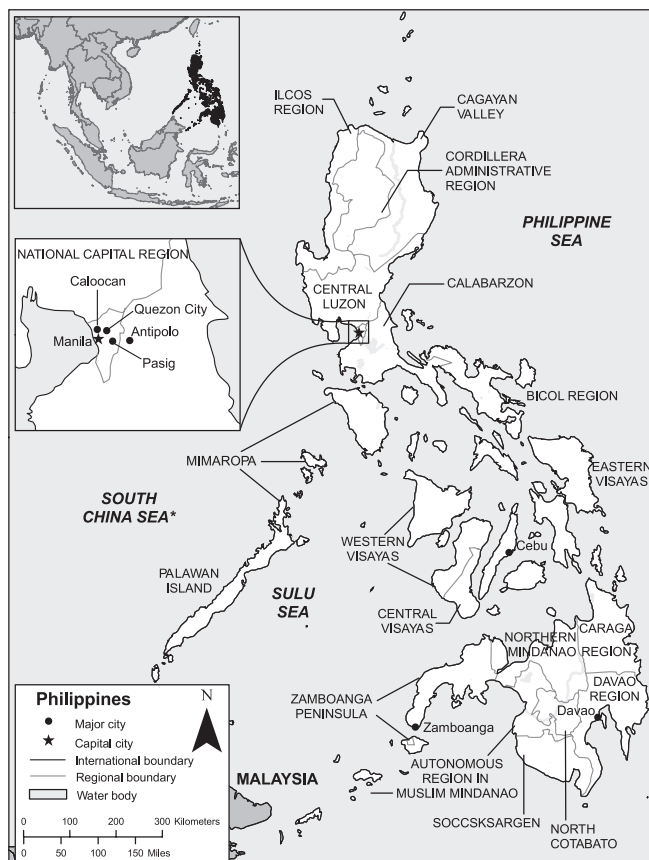 ILCOS
REGION
CAGAYAN
VALLEY
CORDILLERA
ADMINISTRATIVE
REGION
PHILIPPINE
SEA
NATIONAL CAPITAL REGION
Caloocan
Quezon City
Manila
Antipolo
Pasig
CENTRAL
LUZON
CALABARZON
BICOL REGION
MIMAROPA
EASTERN
VISAYAS
SOUTH
CHINA SEA*
WESTERN
VISAYAS
Cebu
PALAWAN
ISLAND
SULU
SEA
CENTRAL
VISAYAS
NORTHERN
MINDANAO
CARAGA
REGION
DAVAO
REGION
Davao
ZAMBOANGA
PENINSULA
Zamboanga
AUTONOMOUS
REGION IN
MUSLIM MINDANAO
MALAYSIA
SOCCSKSARGEN
NORTH
COTABATO
Philippines
N
Major city
Capital city
International boundary
Regional boundary
Water body
0 100 200 300 Kilometers
0 50 100 150 Miles